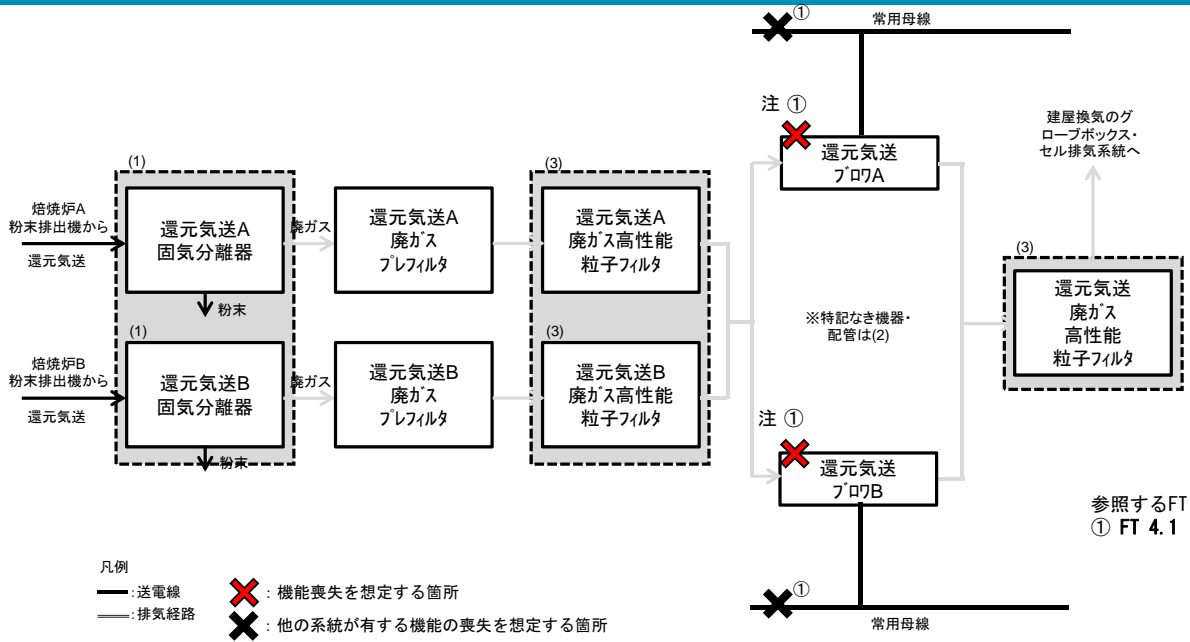 ①
常用母線
注 ①
還元気送
ブロワA
建屋換気のグ
ローブボックス・
セル排気系統へ
(1)
(3)
焙焼炉A
粉末排出機から
還元気送
還元気送A
固気分離器
廃ガス
還元気送A
廃ガス
プレフィルタ
還元気送A
廃ガス高性能
粒子フィルタ
粉末
(3)
還元気送
廃ガス
高性能
粒子フィルタ
※特記なき機器・
配管は(2)
(1)
(3)
焙焼炉B
粉末排出機から
還元気送
還元気送B
固気分離器
廃ガス
還元気送B
廃ガス
プレフィルタ
還元気送B
廃ガス高性能
粒子フィルタ
粉末
注 ①
還元気送
ブロワB
参照するFT
① FT 4.1
凡例
:送電線
:排気経路
: 機能喪失を想定する箇所
: 他の系統が有する機能の喪失を想定する箇所
①
常用母線